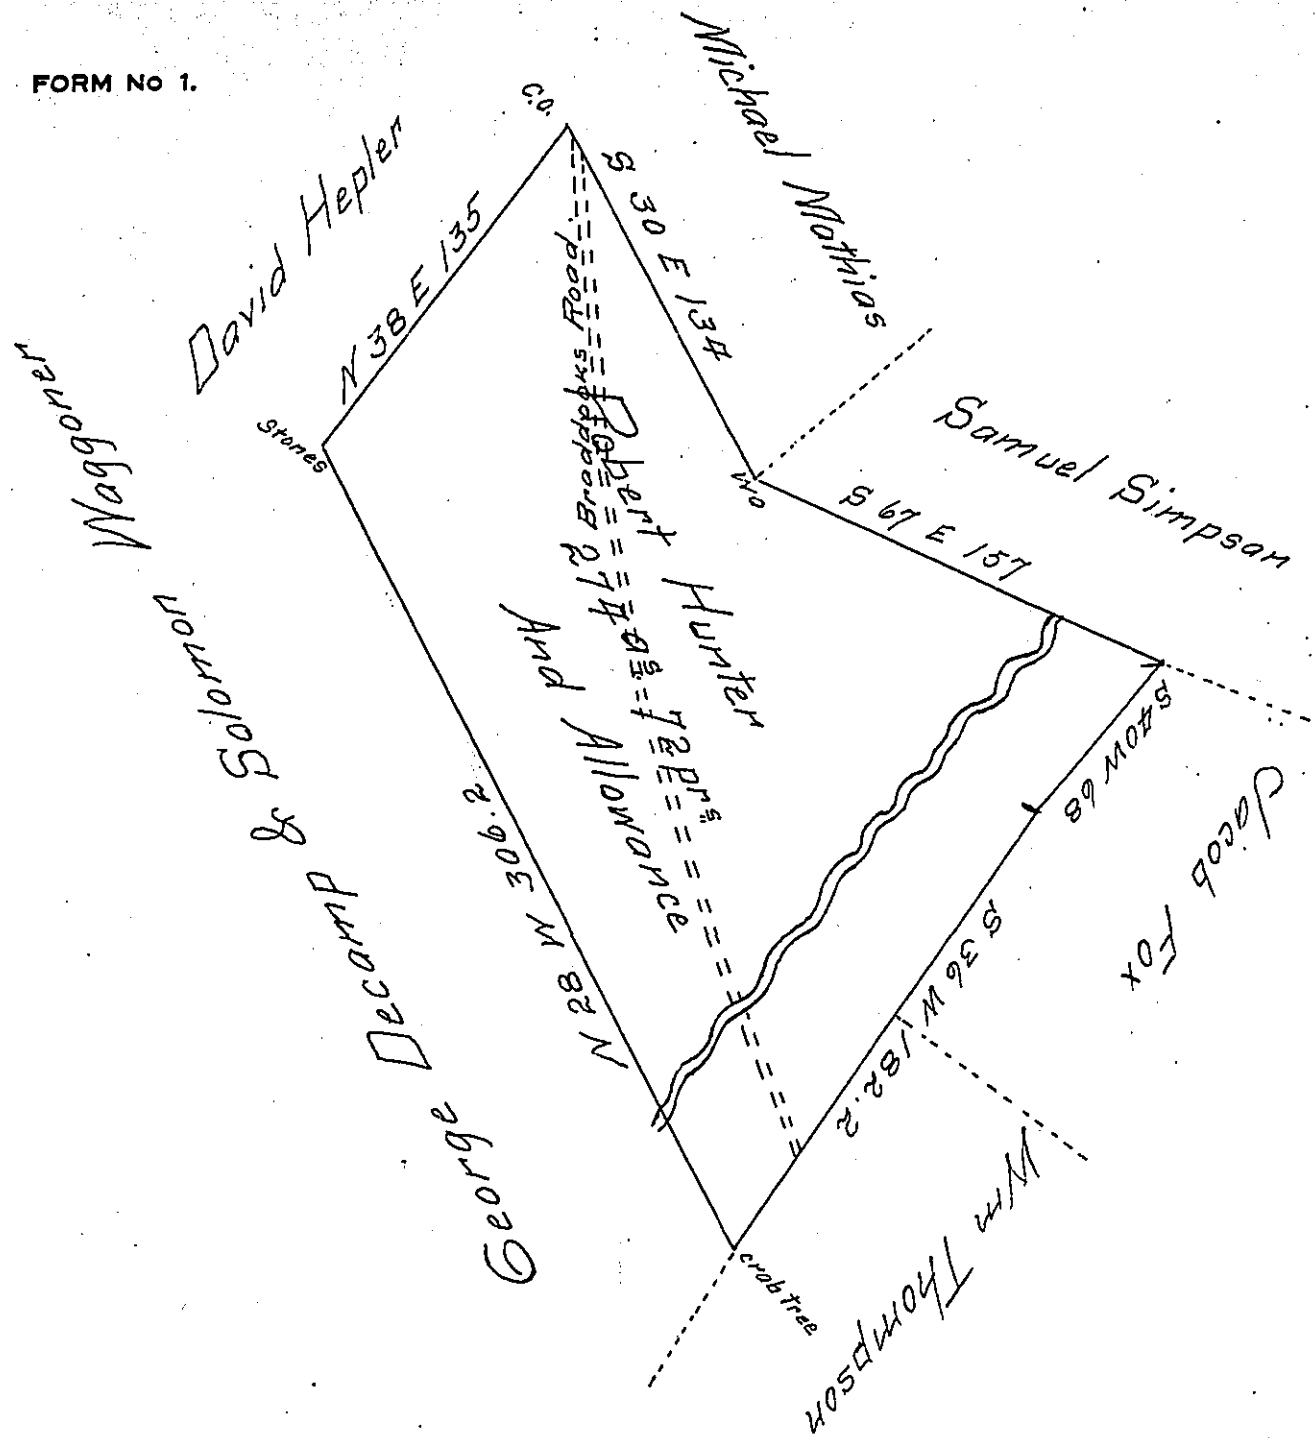 FORM No 1.
C.O.
Michael Mathias
David Hepler
N 38 E 135
S 30 E 134
Stones
W O
Samuel Simpson
S 67 E 157
Braddocks Road
Robert Hunter
274 as. 72 prs
And Allowance
S 40 W 68
Jacob Fox
S 36 W 182.2
Wm Thompson
Crabtree
N 28 W 306.2
George Decamp & Solomon Waggoner